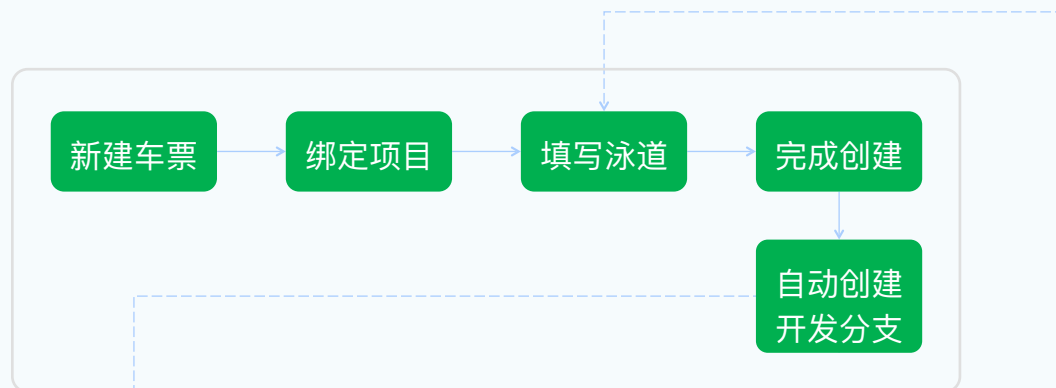 新建车票
绑定项目
填写泳道
完成创建
自动创建
开发分支